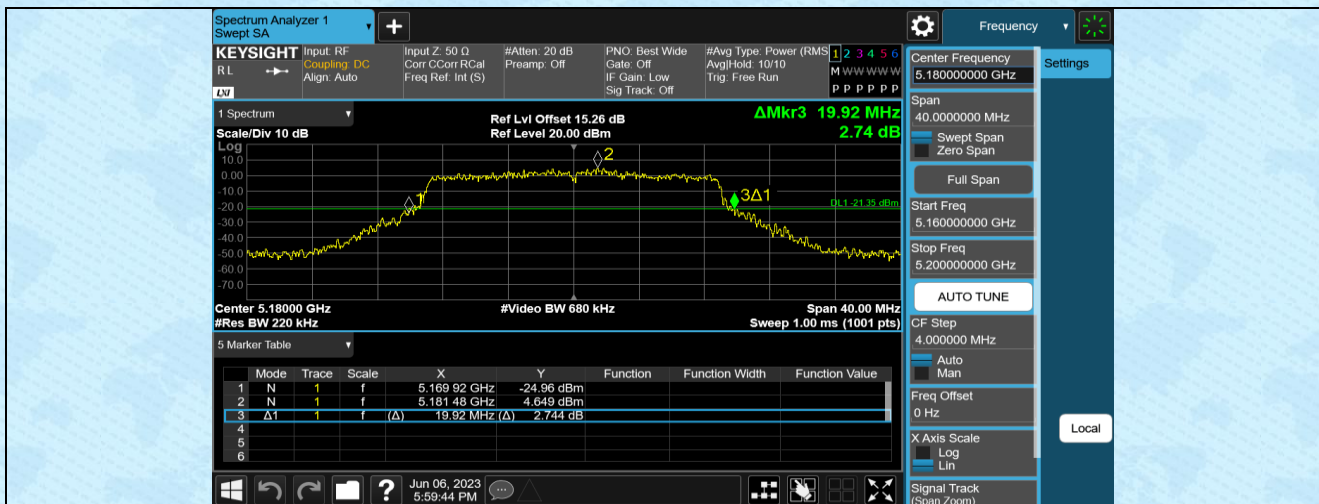 Spectrum Analyzer 1
Swept SA
+
Frequency
KEYSIGHT
R L
LXI
Input: RF
Coupling: DC
Align: Auto
Input Z: 50 Ω
Corr CCorr RCal
Freq Ref: Int (S)
#Atten: 20 dB
Preamp: Off
PNO: Best Wide
Gate: Off
IF Gain: Low
Sig Track: Off
#Avg Type: Power (RMS
Avg|Hold: 10/10
Trig: Free Run
1 2 3 4 5 6
M W W W W W
P P P P P P
1 Spectrum
Scale/Div 10 dB
Ref Lvl Offset 15.26 dB
Ref Level 20.00 dBm
ΔMkr3 19.92 MHz
2.74 dB
Log
10.0
0.00
-10.0
-20.0
-30.0
-40.0
-50.0
-60.0
-70.0
1
2
3Δ1
DL1 -21.35 dBm
Center 5.18000 GHz
#Video BW 680 kHz
Span 40.00 MHz
#Res BW 220 kHz
Sweep 1.00 ms (1001 pts)
5 Marker Table
Mode Trace Scale X Y Function Function Width Function Value
1 N 1 f 5.169 92 GHz -24.96 dBm
2 N 1 f 5.181 48 GHz 4.649 dBm
3 Δ1 1 f (Δ) 19.92 MHz (Δ) 2.744 dB
4
5
6
?
Jun 06, 2023
5:59:44 PM
Center Frequency
5.180000000 GHz
Span
40.0000000 MHz
Swept Span
Zero Span
Full Span
Start Freq
5.160000000 GHz
Stop Freq
5.200000000 GHz
AUTO TUNE
CF Step
4.000000 MHz
Auto
Man
Freq Offset
0 Hz
X Axis Scale
Log
Lin
Signal Track
(Span Zoom)
Settings
Local